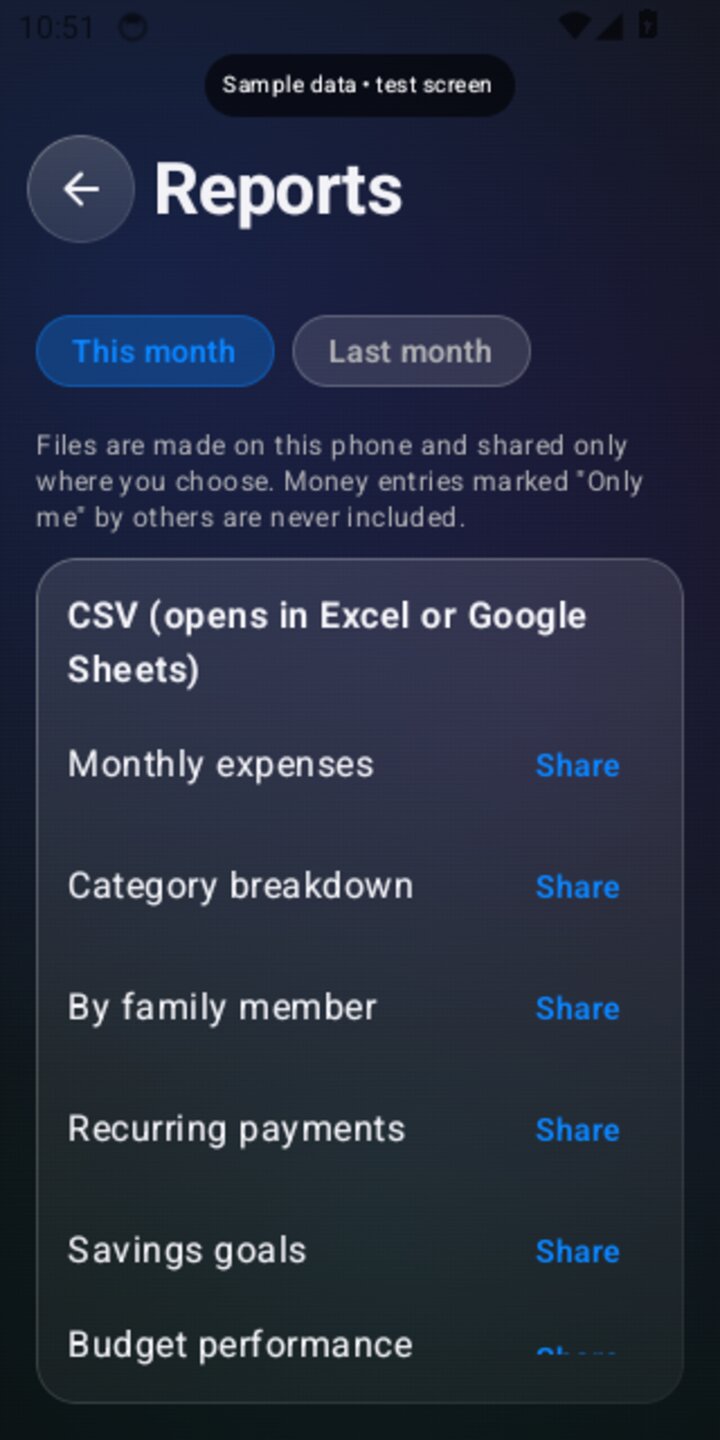 10:51
Sample data • test screen
Reports
This month
Last month
Files are made on this phone and shared only
where you choose. Money entries marked "Only
me" by others are never included.
CSV (opens in Excel or Google
Sheets)
Monthly expenses
Share
Category breakdown
Share
By family member
Share
Recurring payments
Share
Savings goals
Share
Budget performance
Share